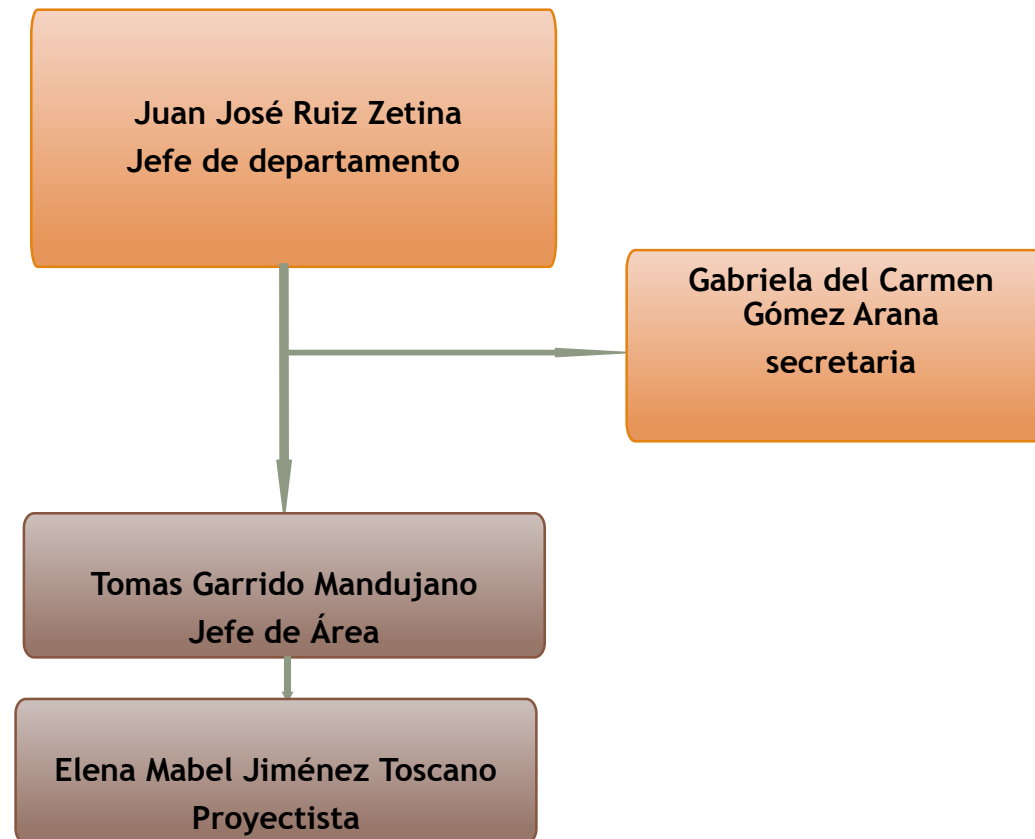 Juan José Ruiz Zetina
Jefe de departamento
Gabriela del Carmen
Gómez Arana
secretaria
Tomas Garrido Mandujano
Jefe de Área
Elena Mabel Jiménez Toscano
Proyectista